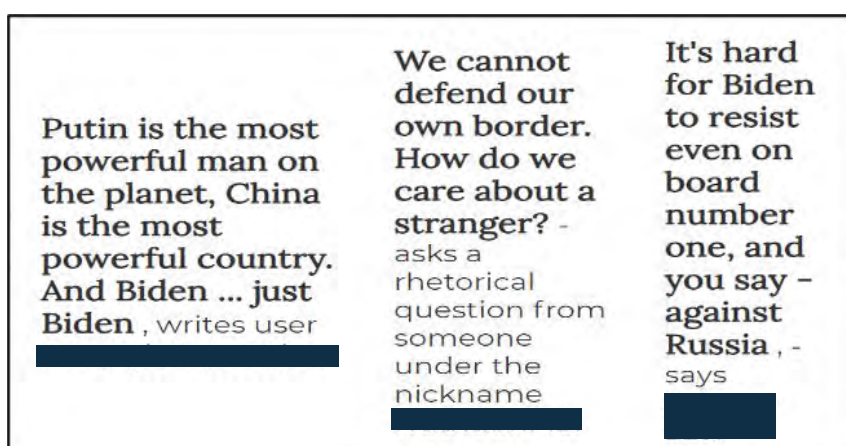 Putin is the most
powerful man on
the planet, China
is the most
powerful country.
And Biden ... just
Biden , writes user
We cannot
defend our
own border.
How do we
care about a
stranger? -
asks a
rhetorical
question from
someone
under the
nickname
It's hard
for Biden
to resist
even on
board
number
one, and
you say –
against
Russia , -
says